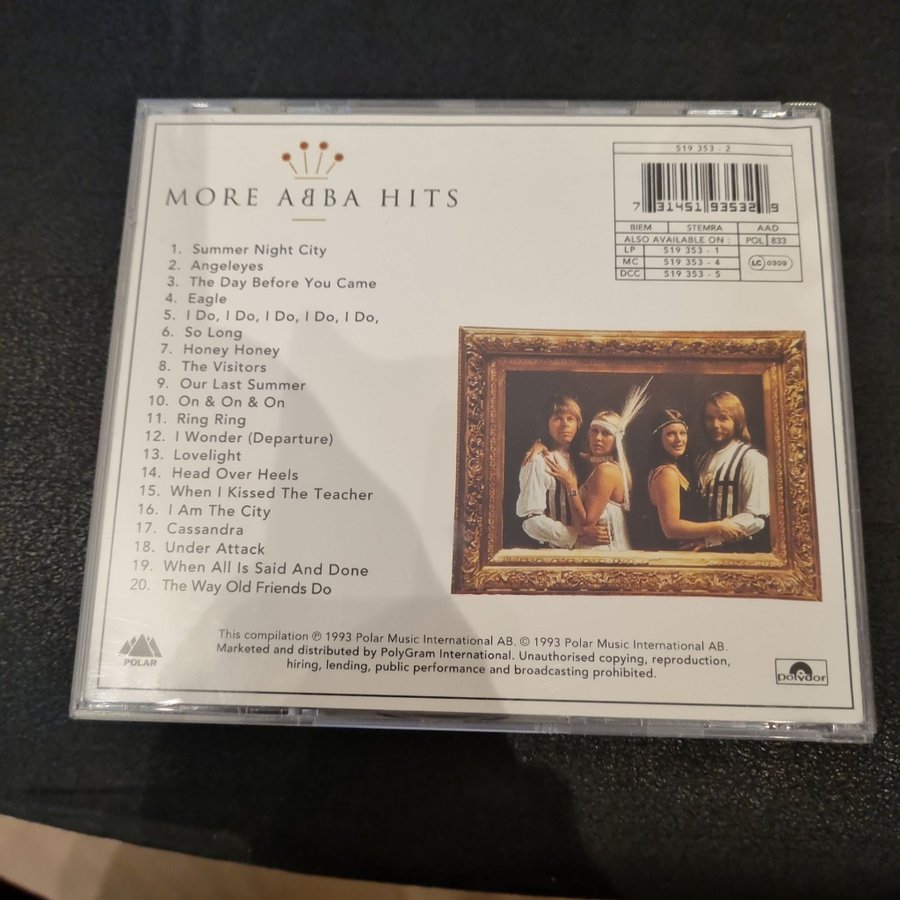 MORE AᗺBA HITS
519 353 - 2
7 31451 93532 9
BIEM STEMRA AAD
ALSO AVAILABLE ON : POL 833
LP 519 353 - 1
MC 519 353 - 4
DCC 519 353 - 5
LC 0309
1. Summer Night City
2. Angeleyes
3. The Day Before You Came
4. Eagle
5. I Do, I Do, I Do, I Do, I Do,
6. So Long
7. Honey Honey
8. The Visitors
9. Our Last Summer
10. On & On & On
11. Ring Ring
12. I Wonder (Departure)
13. Lovelight
14. Head Over Heels
15. When I Kissed The Teacher
16. I Am The City
17. Cassandra
18. Under Attack
19. When All Is Said And Done
20. The Way Old Friends Do
This compilation ℗ 1993 Polar Music International AB. © 1993 Polar Music International AB.
Marketed and distributed by PolyGram International. Unauthorised copying, reproduction,
hiring, lending, public performance and broadcasting prohibited.
POLAR
polydor